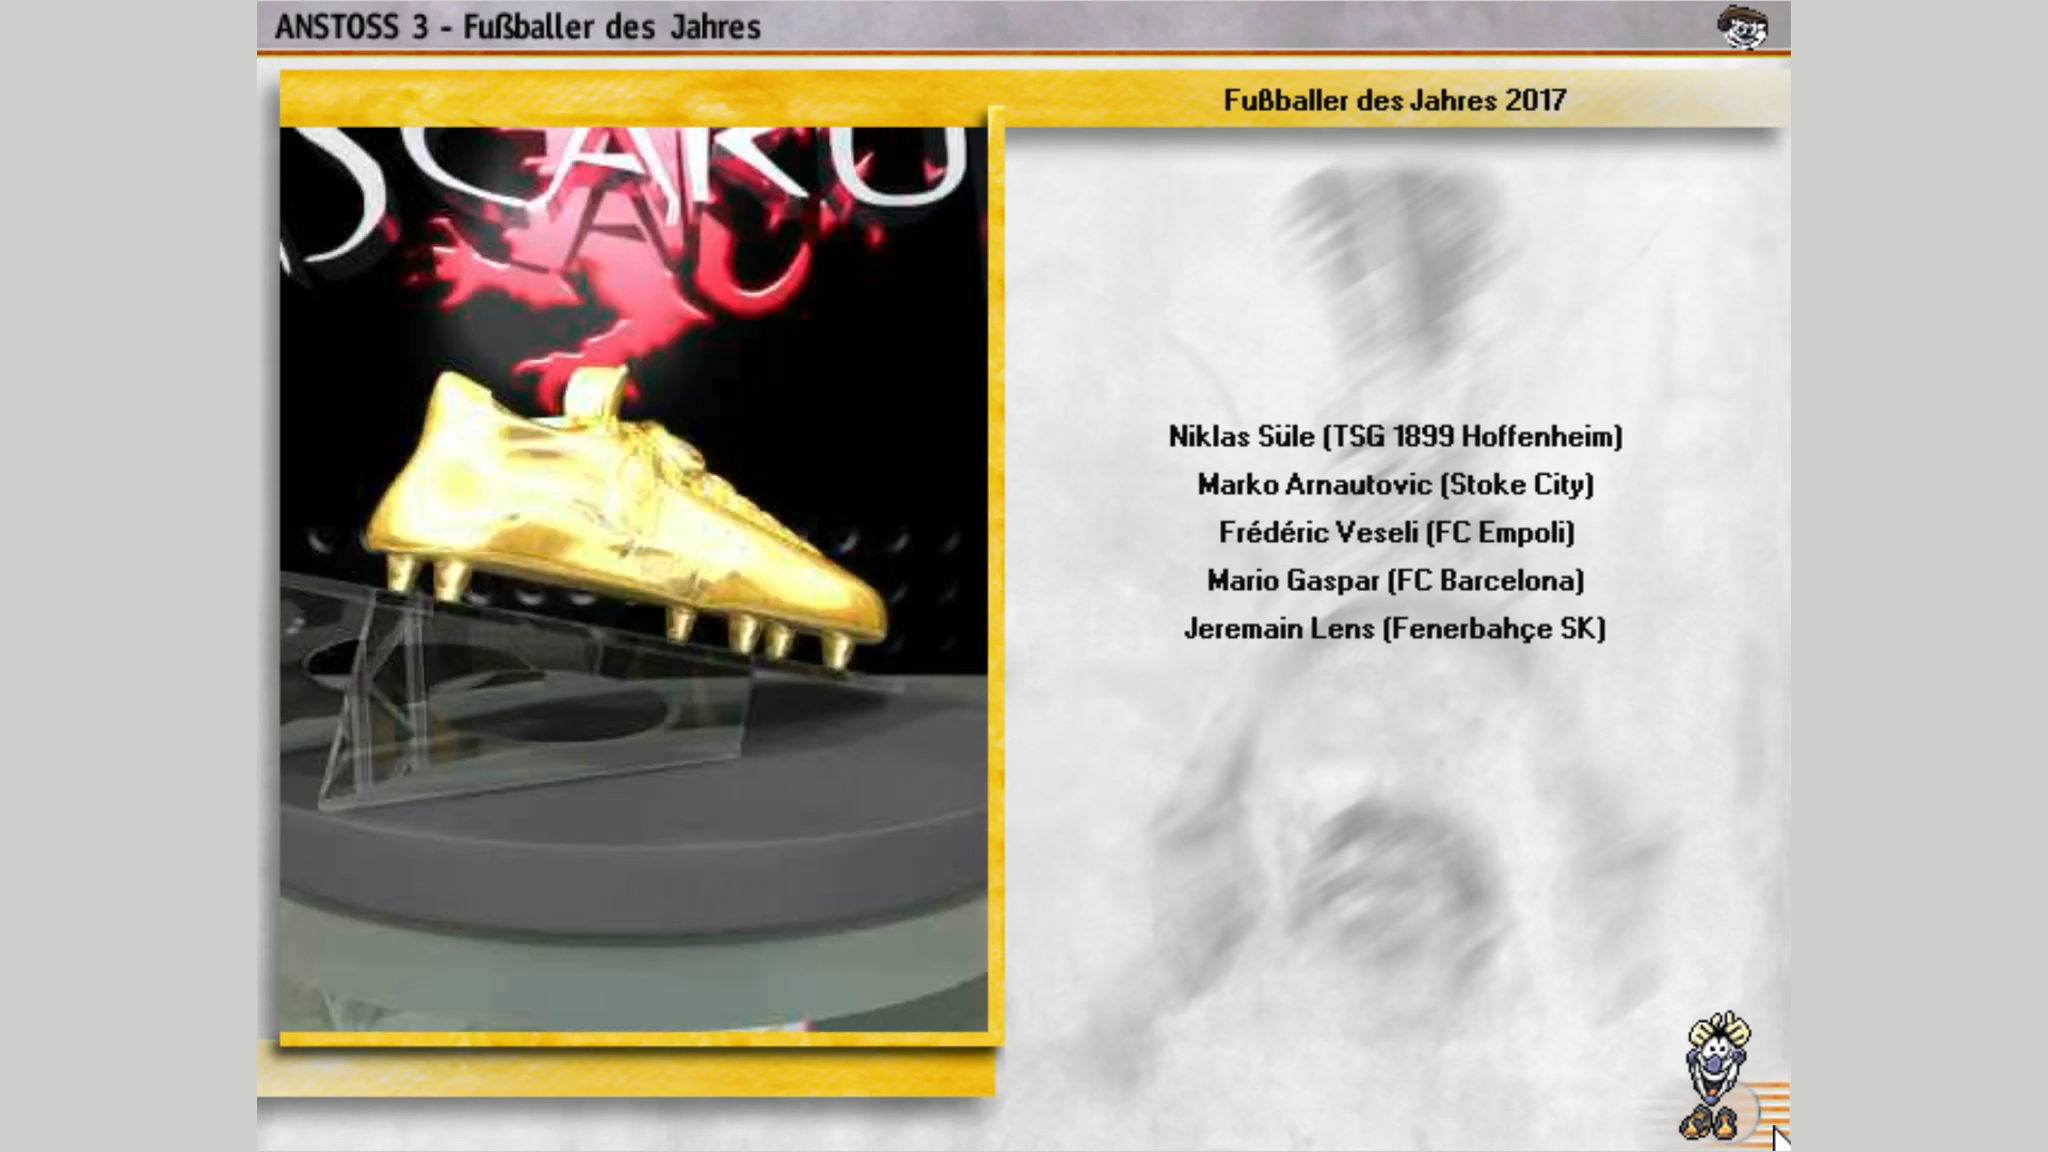 ANSTOSS 3 - Fußballer des Jahres
Fußballer des Jahres 2017
Niklas Süle (TSG 1899 Hoffenheim)
Marko Arnautovic (Stoke City)
Frédéric Veseli (FC Empoli)
Mario Gaspar (FC Barcelona)
Jeremain Lens (Fenerbahçe SK)